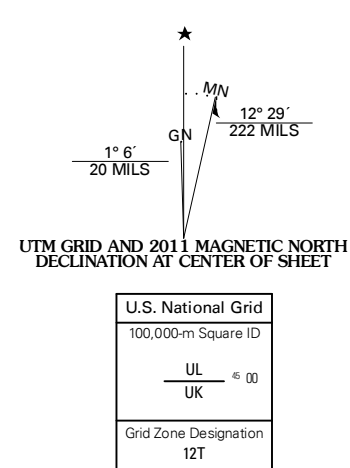 MN
12° 29´
222 MILS
GN
1° 6´
20 MILS
UTM GRID AND 2011 MAGNETIC NORTH
DECLINATION AT CENTER OF SHEET
U.S. National Grid
100,000-m Square ID
UL
45 00
UK
Grid Zone Designation
12T